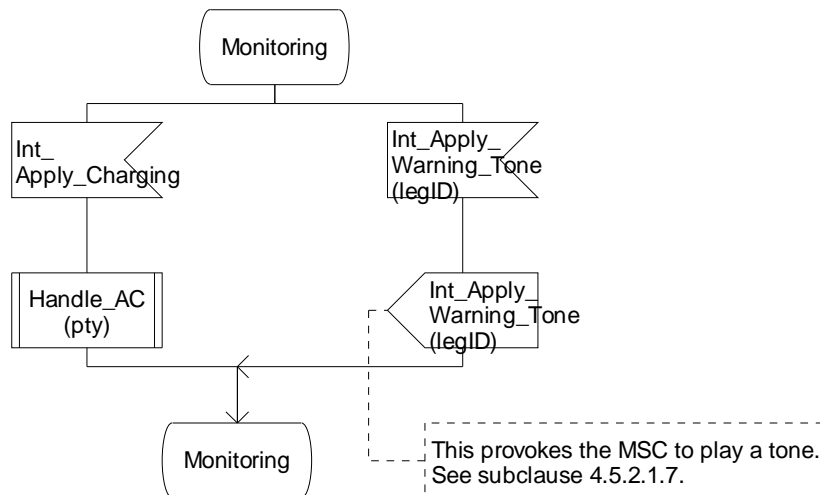 Monitoring
Int_
Apply_Charging
Int_Apply_
Warning_Tone
(legID)
Handle_AC
(pty)
Int_Apply_
Warning_Tone
(legID)
Monitoring
This provokes the MSC to play a tone.
See subclause 4.5.2.1.7.